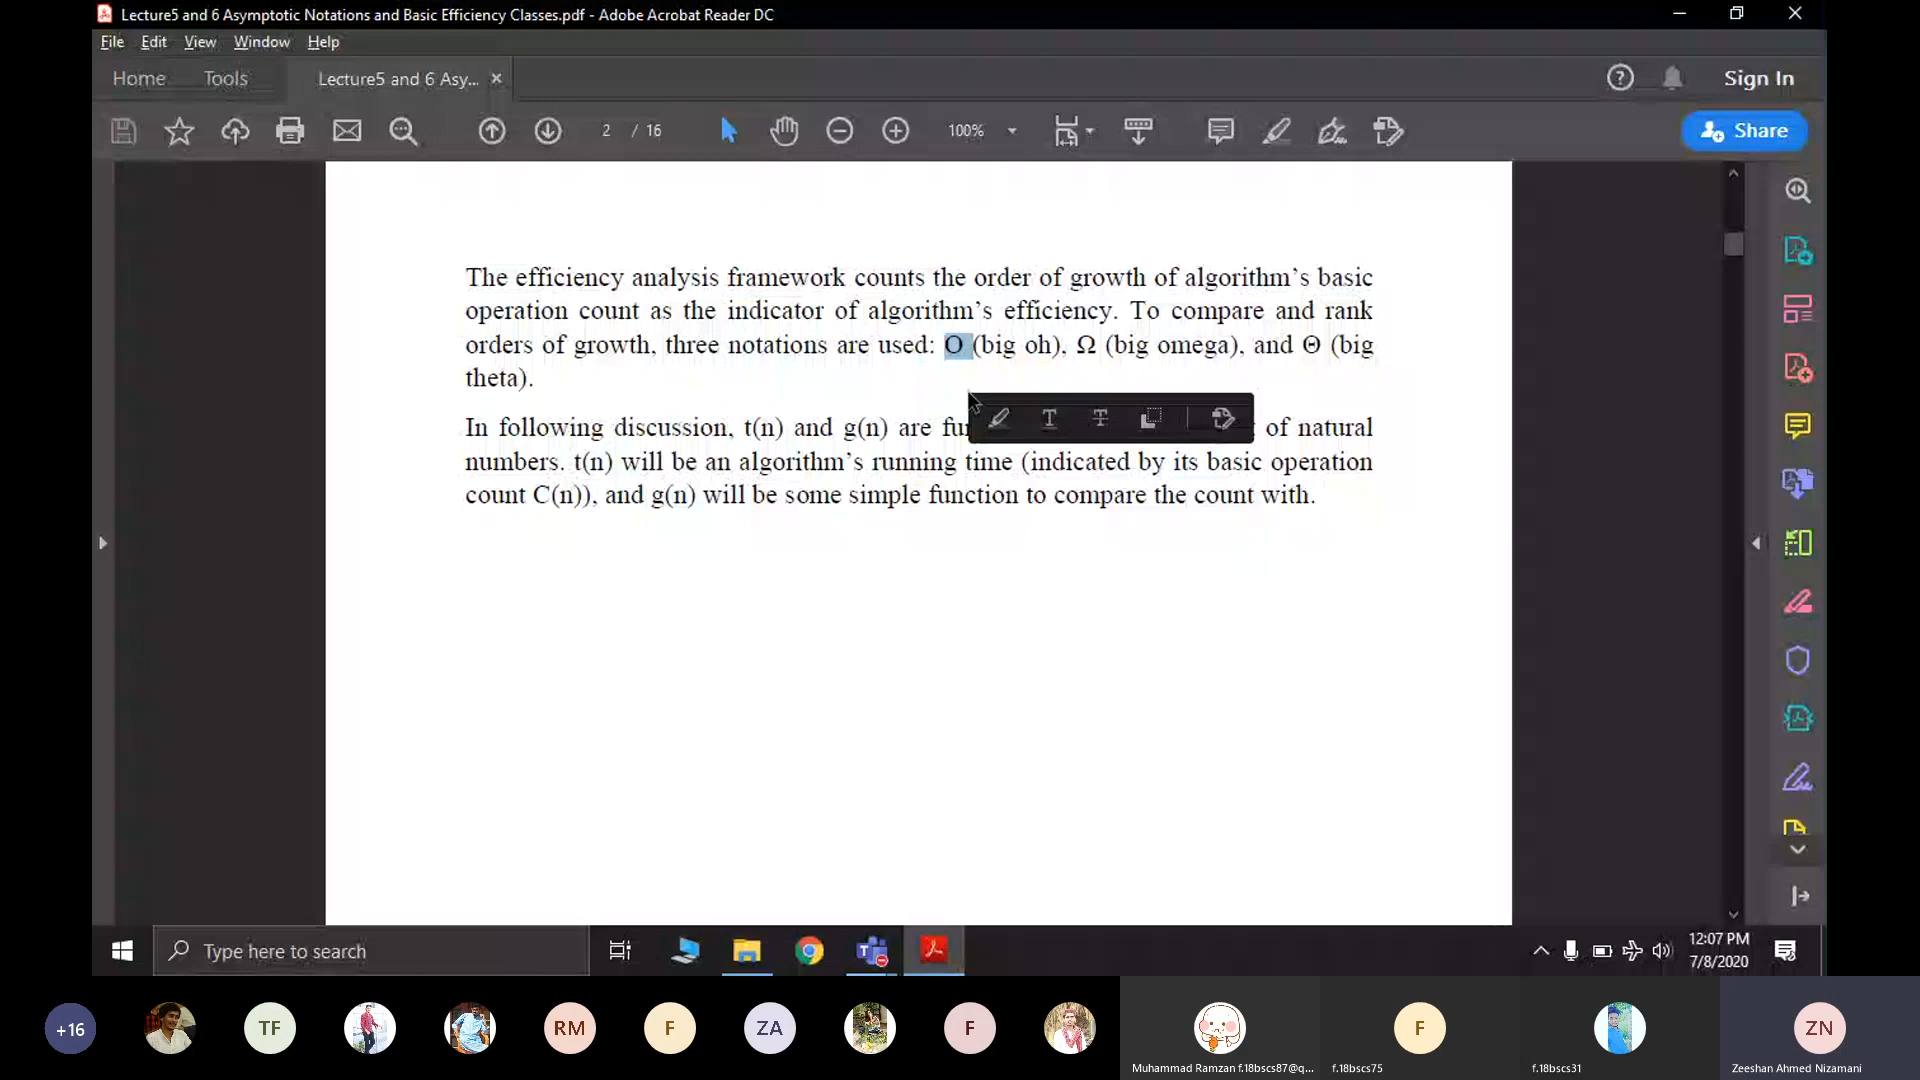 Lecture5 and 6 Asymptotic Notations and Basic Efficiency Classes.pdf - Adobe Acrobat Reader DC
File Edit View Window Help
Home Tools Lecture5 and 6 Asy... × Sign In
2 / 16 100% Share
The efficiency analysis framework counts the order of growth of algorithm’s basic
operation count as the indicator of algorithm’s efficiency. To compare and rank
orders of growth, three notations are used: O (big oh), Ω (big omega), and Θ (big
theta).
In following discussion, t(n) and g(n) are of natural
numbers. t(n) will be an algorithm’s running time (indicated by its basic operation
count C(n)), and g(n) will be some simple function to compare the count with.
Type here to search
12:07 PM
7/8/2020
+16 TF RM F ZA F F ZN
Muhammad Ramzan f.18bscs87@q... f.18bscs75 f.18bscs31 Zeeshan Ahmed Nizamani